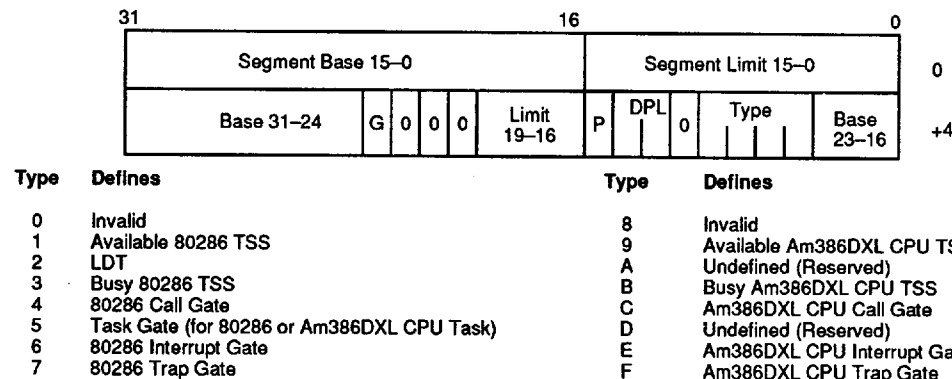 31 16 0
Segment Base 15–0 Segment Limit 15–0 0
Base 31–24 G 0 0 0 Limit 19–16 P DPL 0 Type Base 23–16 +4
Type Defines Type Defines
0 Invalid 8 Invalid
1 Available 80286 TSS 9 Available Am386DXL CPU TS
2 LDT A Undefined (Reserved)
3 Busy 80286 TSS B Busy Am386DXL CPU TSS
4 80286 Call Gate C Am386DXL CPU Call Gate
5 Task Gate (for 80286 or Am386DXL CPU Task) D Undefined (Reserved)
6 80286 Interrupt Gate E Am386DXL CPU Interrupt Ga
7 80286 Trap Gate F Am386DXL CPU Trap Gate